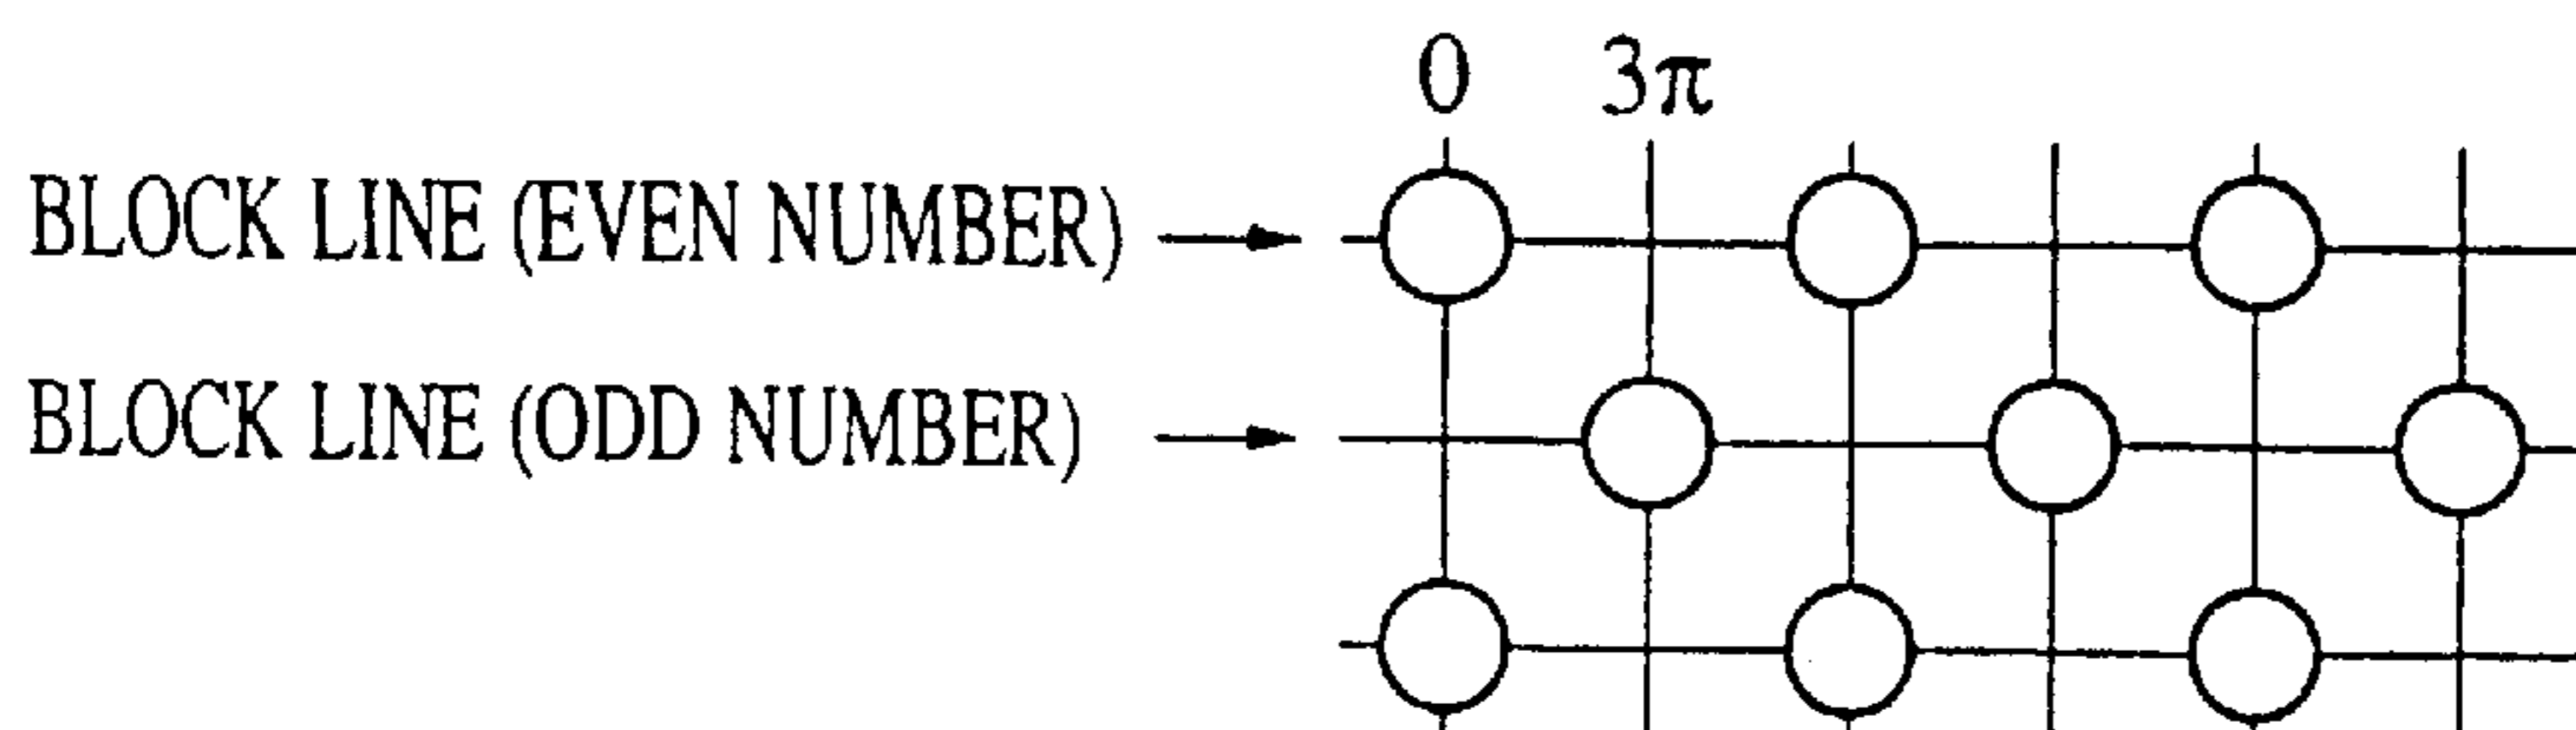 0 3π
BLOCK LINE (EVEN NUMBER)
BLOCK LINE (ODD NUMBER)